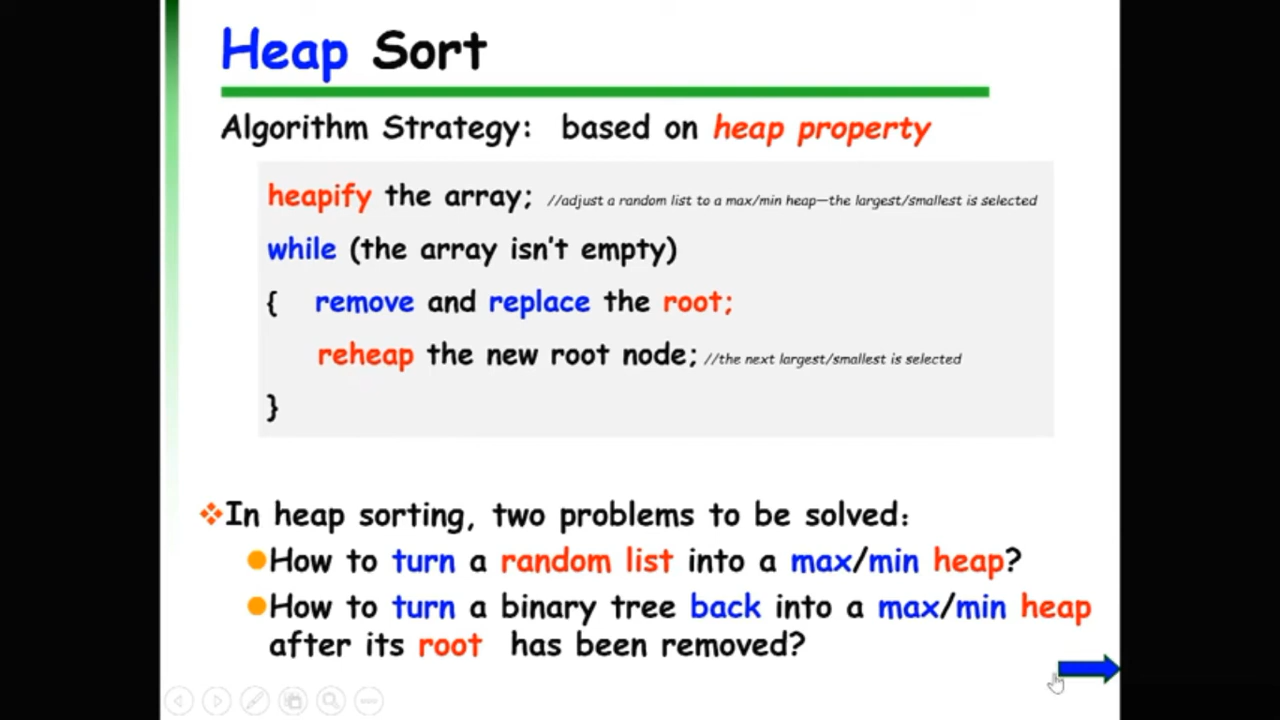 Heap Sort
Algorithm Strategy: based on heap property
heapify the array; //adjust a random list to a max/min heap—the largest/smallest is selected
while (the array isn't empty)
{ remove and replace the root;
reheap the new root node; //the next largest/smallest is selected
}
In heap sorting, two problems to be solved:
How to turn a random list into a max/min heap?
How to turn a binary tree back into a max/min heap
after its root has been removed?